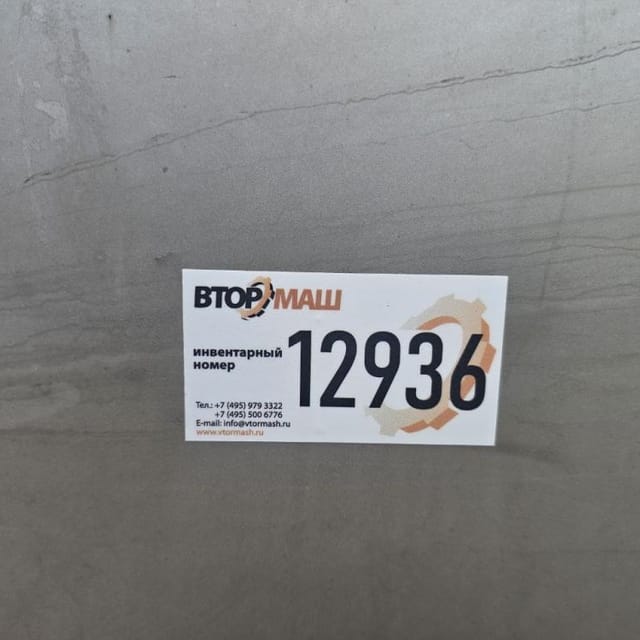 ВТОРМАШ
инвентарный
номер
12936
Тел.: +7 (495) 979 3322
+7 (495) 500 6776
E-mail: info@vtormash.ru
www.vtormash.ru